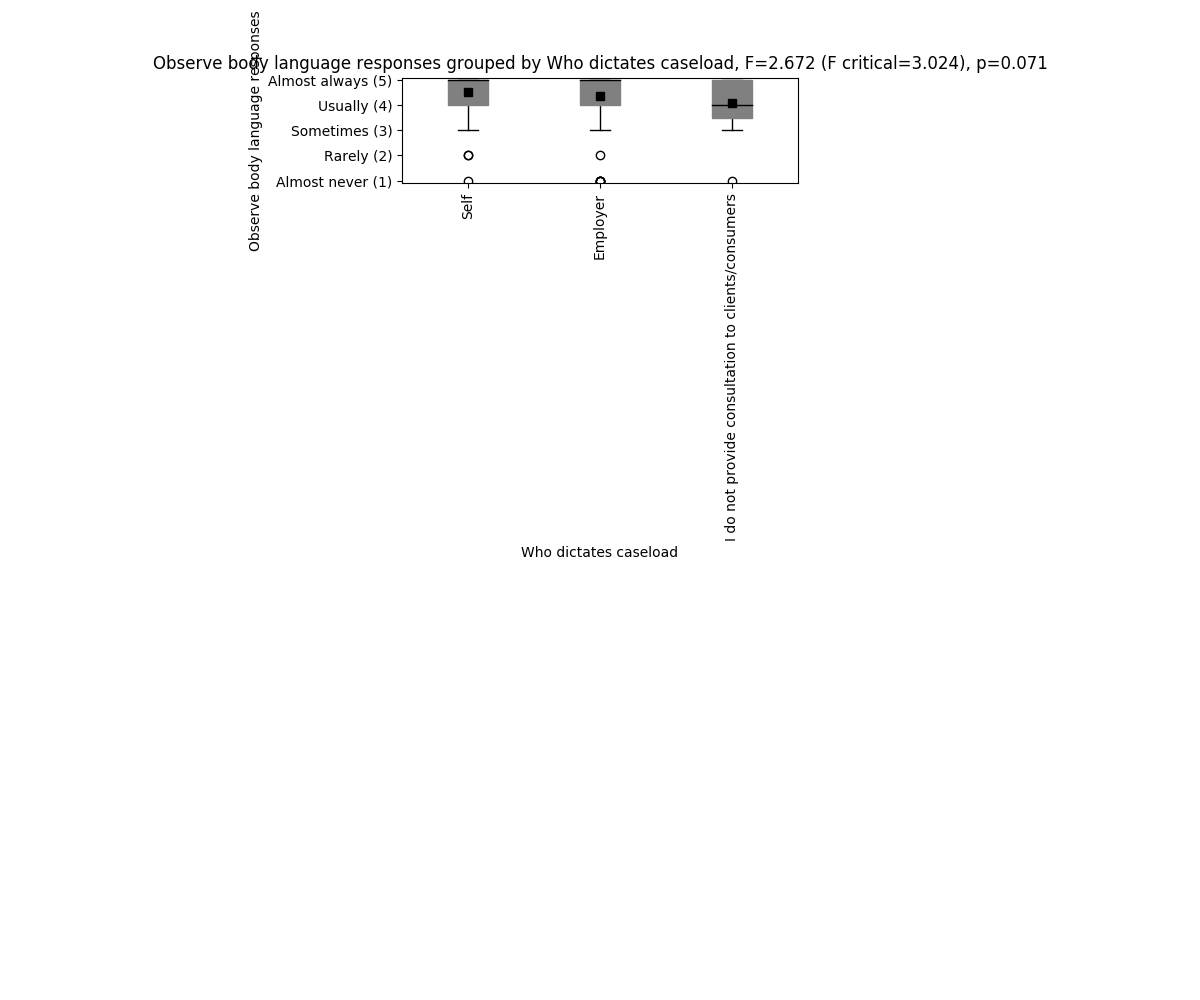 Observe body language responses grouped by Who dictates caseload, F=2.672 (F critical=3.024), p=0.071
Observe body language responses
Almost always (5)
Usually (4)
Sometimes (3)
Rarely (2)
Almost never (1)
Self
Employer
I do not provide consultation to clients/consumers
Who dictates caseload